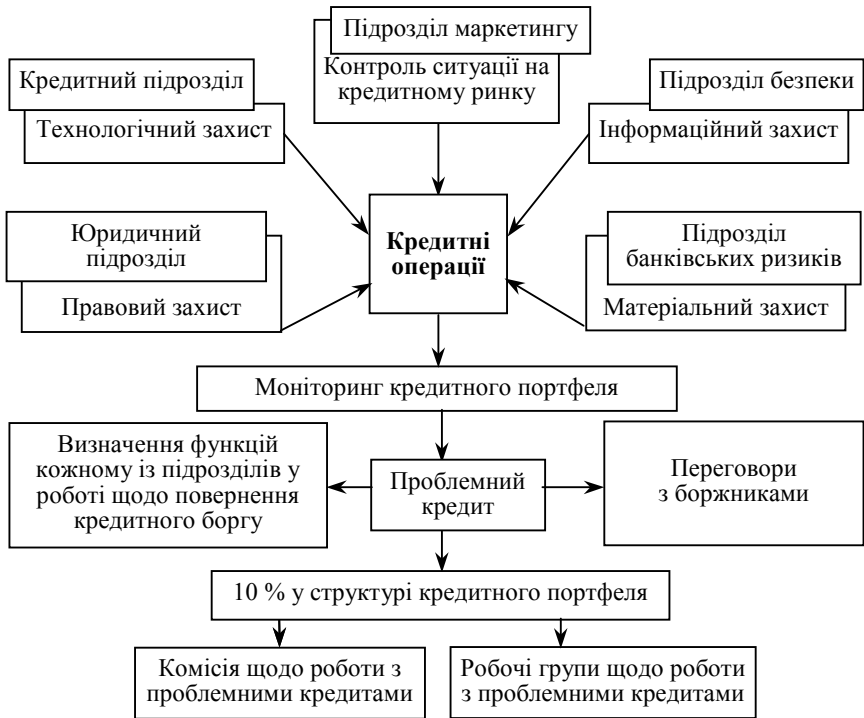 Підрозділ маркетингу
Контроль ситуації на
кредитному ринку
Кредитний підрозділ
Технологічний захист
Підрозділ безпеки
Інформаційний захист
Юридичний
підрозділ
Правовий захист
Кредитні
операції
Підрозділ
банківських ризиків
Матеріальний захист
Моніторинг кредитного портфеля
Визначення функцій
кожному із підрозділів у
роботі щодо повернення
кредитного боргу
Проблемний
кредит
Переговори
з боржниками
10 % у структурі кредитного портфеля
Комісія щодо роботи з
проблемними кредитами
Робочі групи щодо роботи
з проблемними кредитами